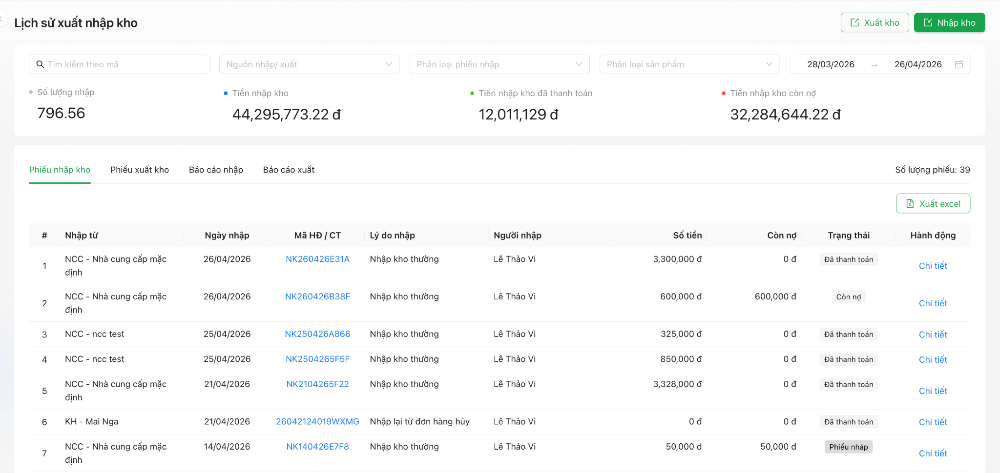 Lịch sử xuất nhập kho
Xuất kho
Nhập kho
Tìm kiếm theo mã
Nguồn nhập/ xuất
Phân loại phiếu nhập
Phân loại sản phẩm
28/03/2026 → 26/04/2026
Số lượng nhập
796.56
Tiền nhập kho
44,295,773.22 đ
Tiền nhập kho đã thanh toán
12,011,129 đ
Tiền nhập kho còn nợ
32,284,644.22 đ
Phiếu nhập kho Phiếu xuất kho Báo cáo nhập Báo cáo xuất
Số lượng phiếu: 39
Xuất excel
# Nhập từ Ngày nhập Mã HĐ / CT Lý do nhập Người nhập Số tiền Còn nợ Trạng thái Hành động
1 NCC - Nhà cung cấp mặc định 26/04/2026 NK260426E31A Nhập kho thường Lê Thảo Vi 3,300,000 đ 0 đ Đã thanh toán Chi tiết
2 NCC - Nhà cung cấp mặc định 26/04/2026 NK260426B38F Nhập kho thường Lê Thảo Vi 600,000 đ 600,000 đ Còn nợ Chi tiết
3 NCC - ncc test 25/04/2026 NK250426A866 Nhập kho thường Lê Thảo Vi 325,000 đ 0 đ Đã thanh toán Chi tiết
4 NCC - ncc test 25/04/2026 NK2504265F5F Nhập kho thường Lê Thảo Vi 850,000 đ 0 đ Đã thanh toán Chi tiết
5 NCC - Nhà cung cấp mặc định 21/04/2026 NK2104265F22 Nhập kho thường Lê Thảo Vi 3,328,000 đ 0 đ Đã thanh toán Chi tiết
6 KH - Mai Nga 21/04/2026 26042124019WXMG Nhập lại từ đơn hàng hủy Lê Thảo Vi 0 đ 0 đ Đã thanh toán Chi tiết
7 NCC - Nhà cung cấp mặc định 14/04/2026 NK140426E7F8 Nhập kho thường Lê Thảo Vi 50,000 đ 50,000 đ Phiếu nháp Chi tiết